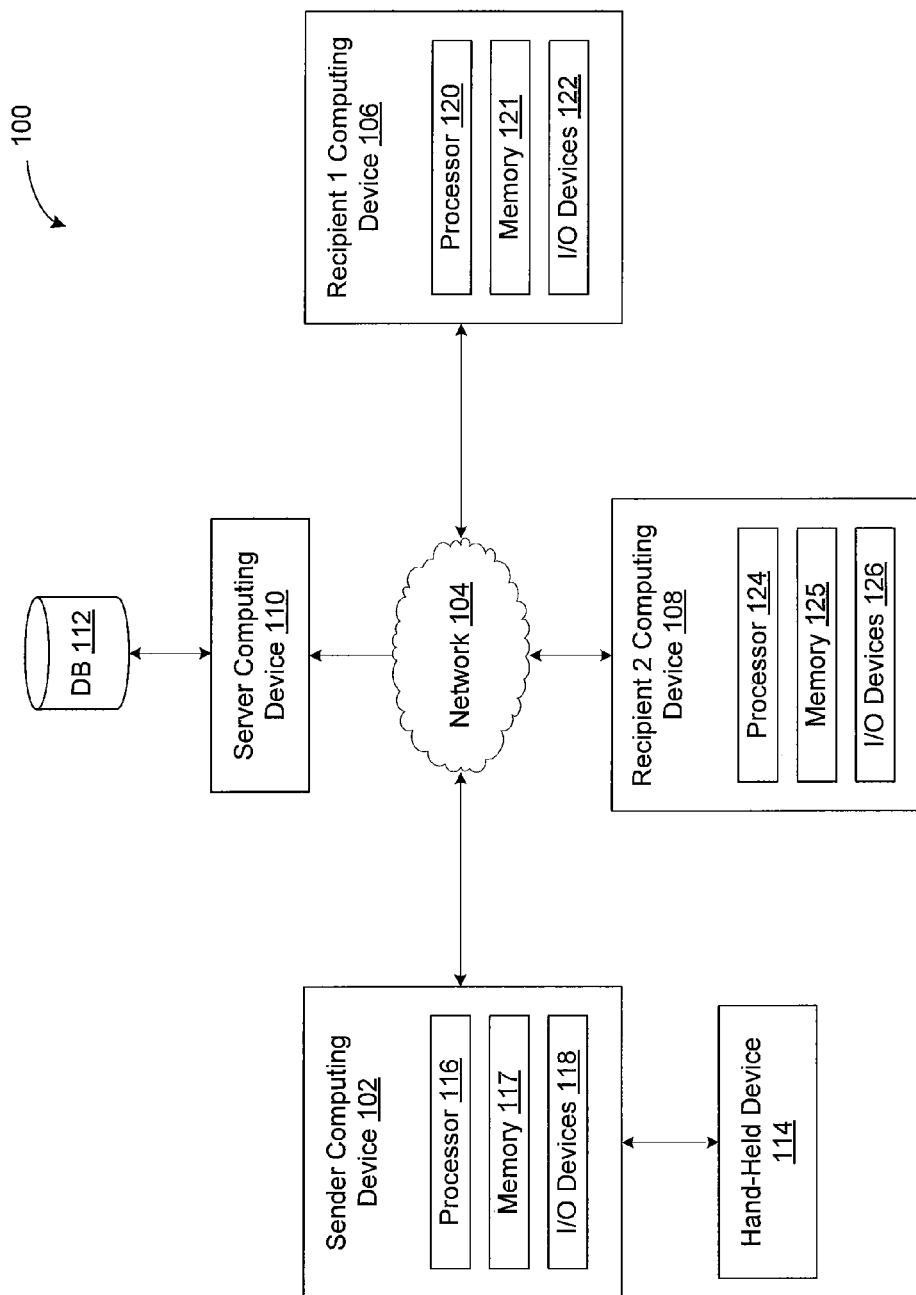 100
DB 112
Server Computing
Device 110
Network 104
Sender Computing
Device 102
Processor 116
Memory 117
I/O Devices 118
Hand-Held Device
114
Recipient 2 Computing
Device 108
Processor 124
Memory 125
I/O Devices 126
Recipient 1 Computing
Device 106
Processor 120
Memory 121
I/O Devices 122